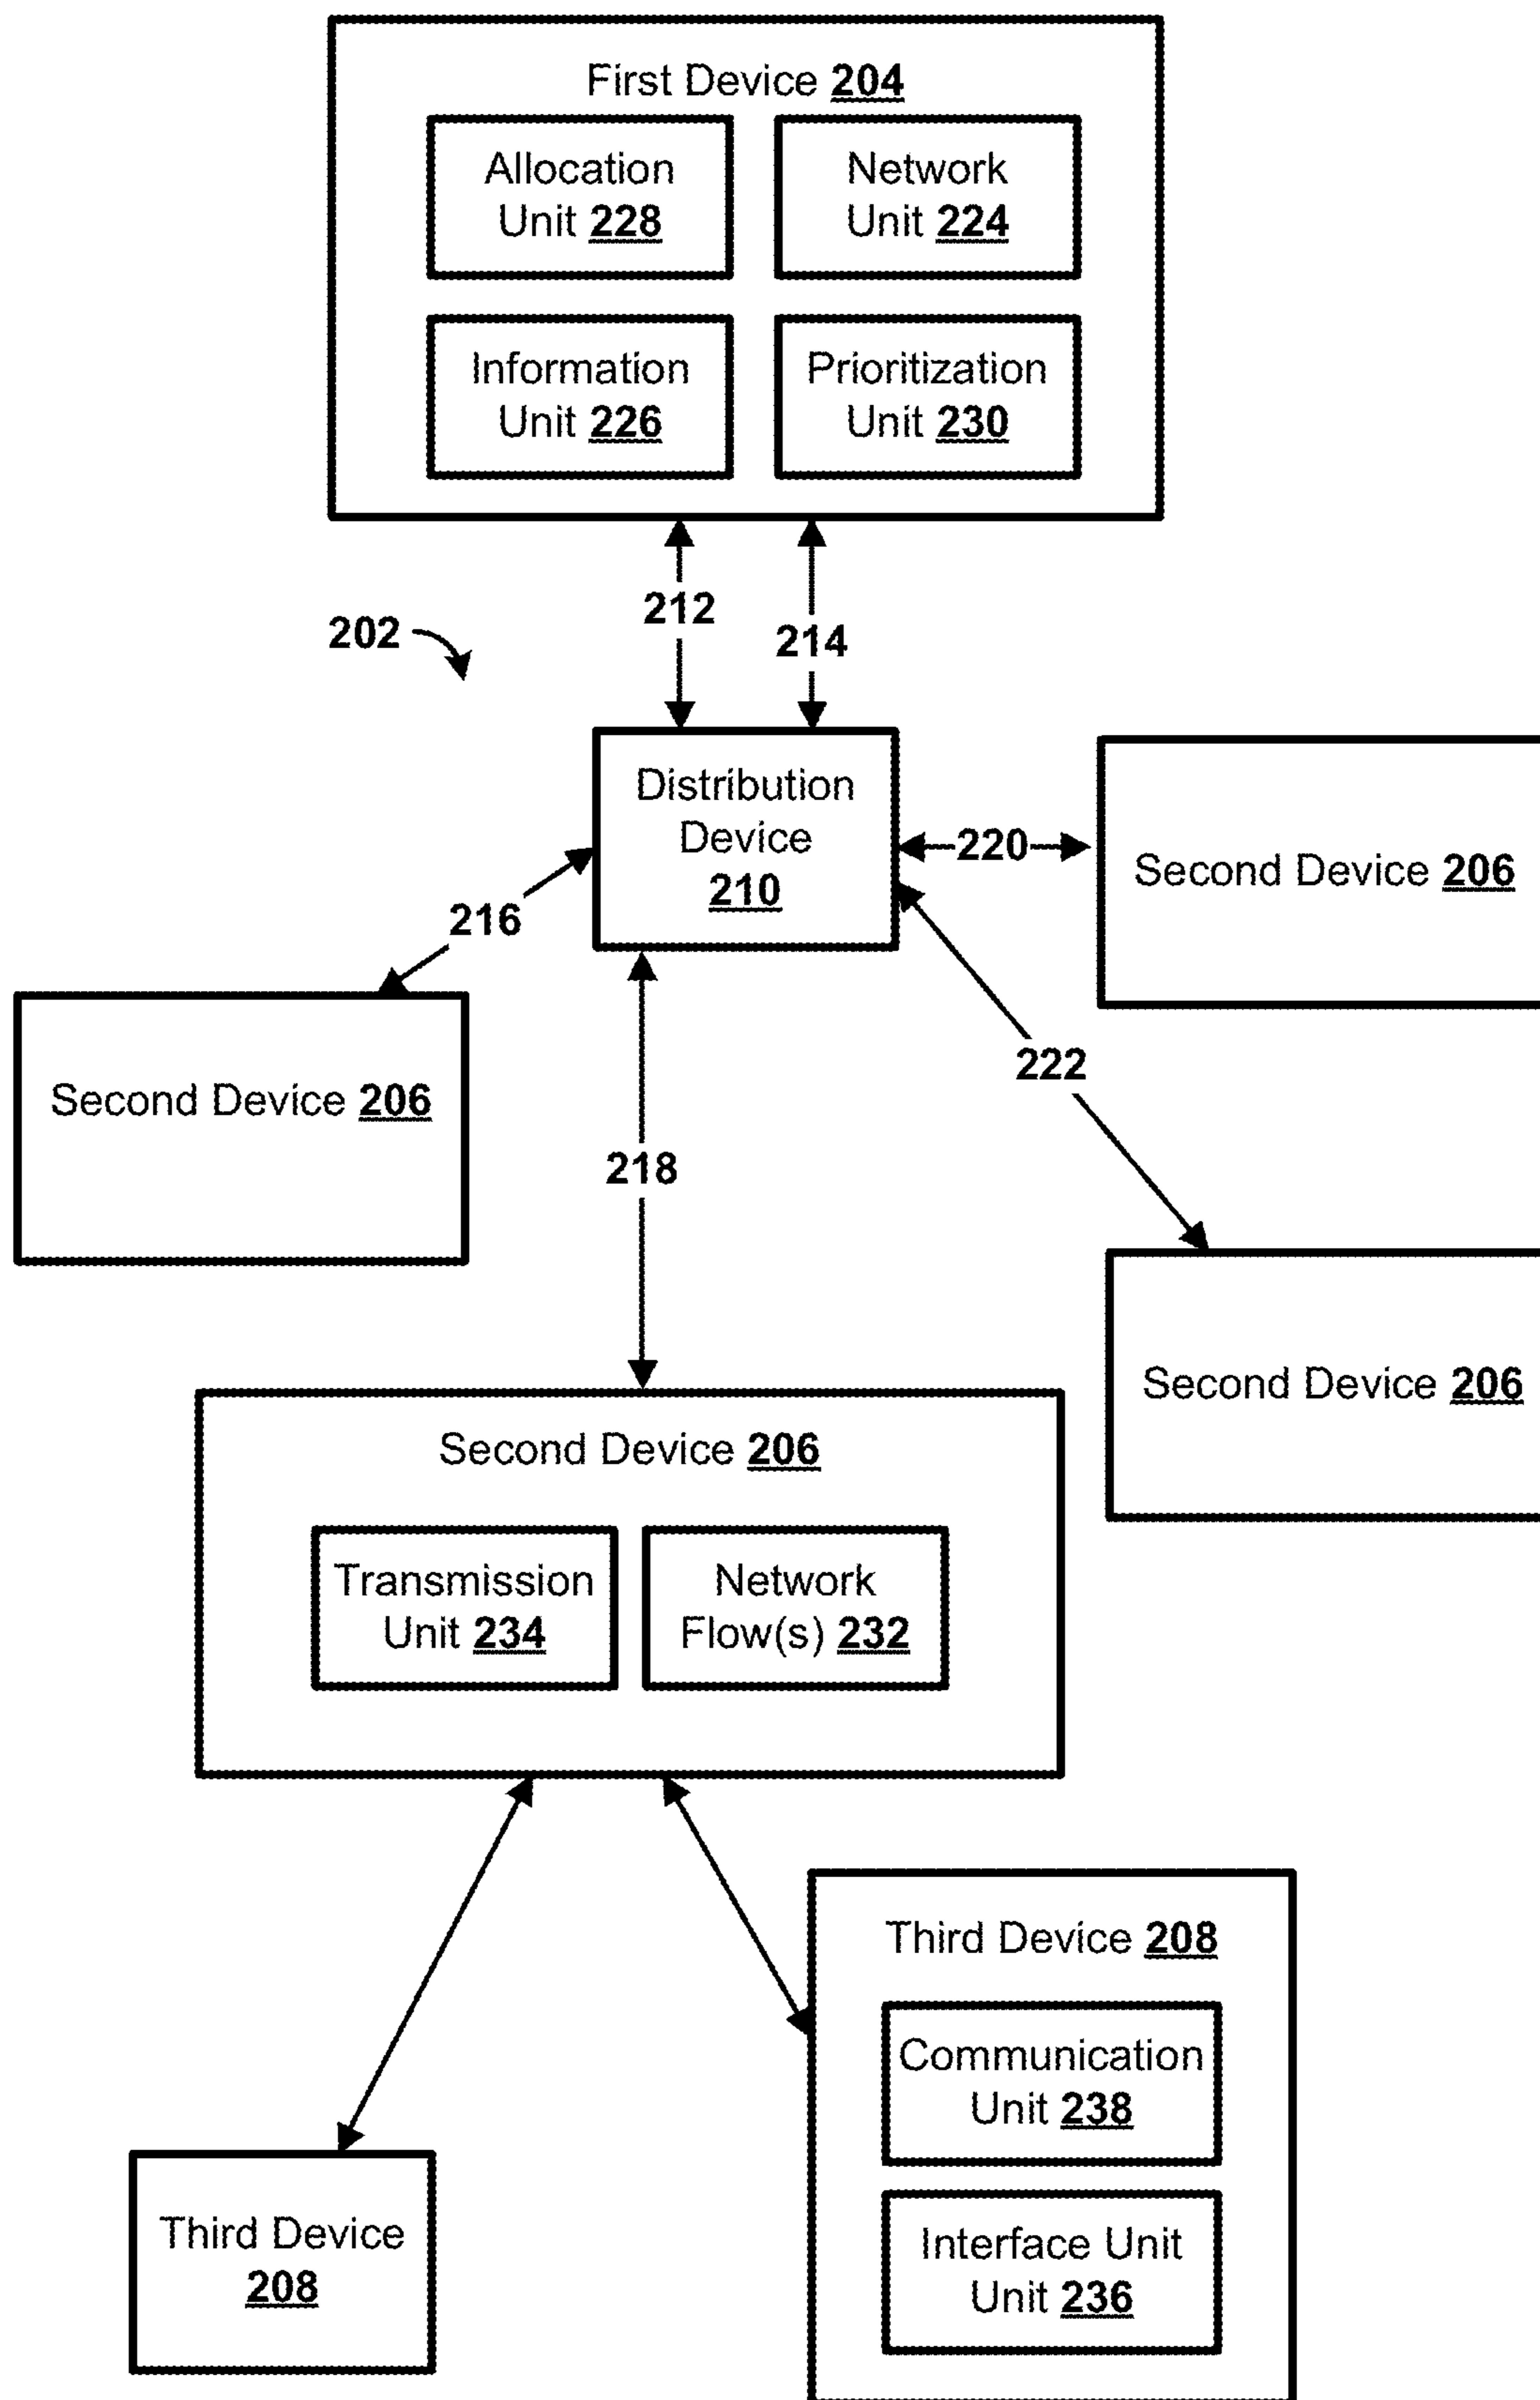 First Device 204
Allocation
Unit 228
Network
Unit 224
Information
Unit 226
Prioritization
Unit 230
212
214
202
Distribution
Device
210
220
Second Device 206
216
222
Second Device 206
218
Second Device 206
Second Device 206
Transmission
Unit 234
Network
Flow(s) 232
Third Device 208
Communication
Unit 238
Interface Unit
Unit 236
Third Device
208